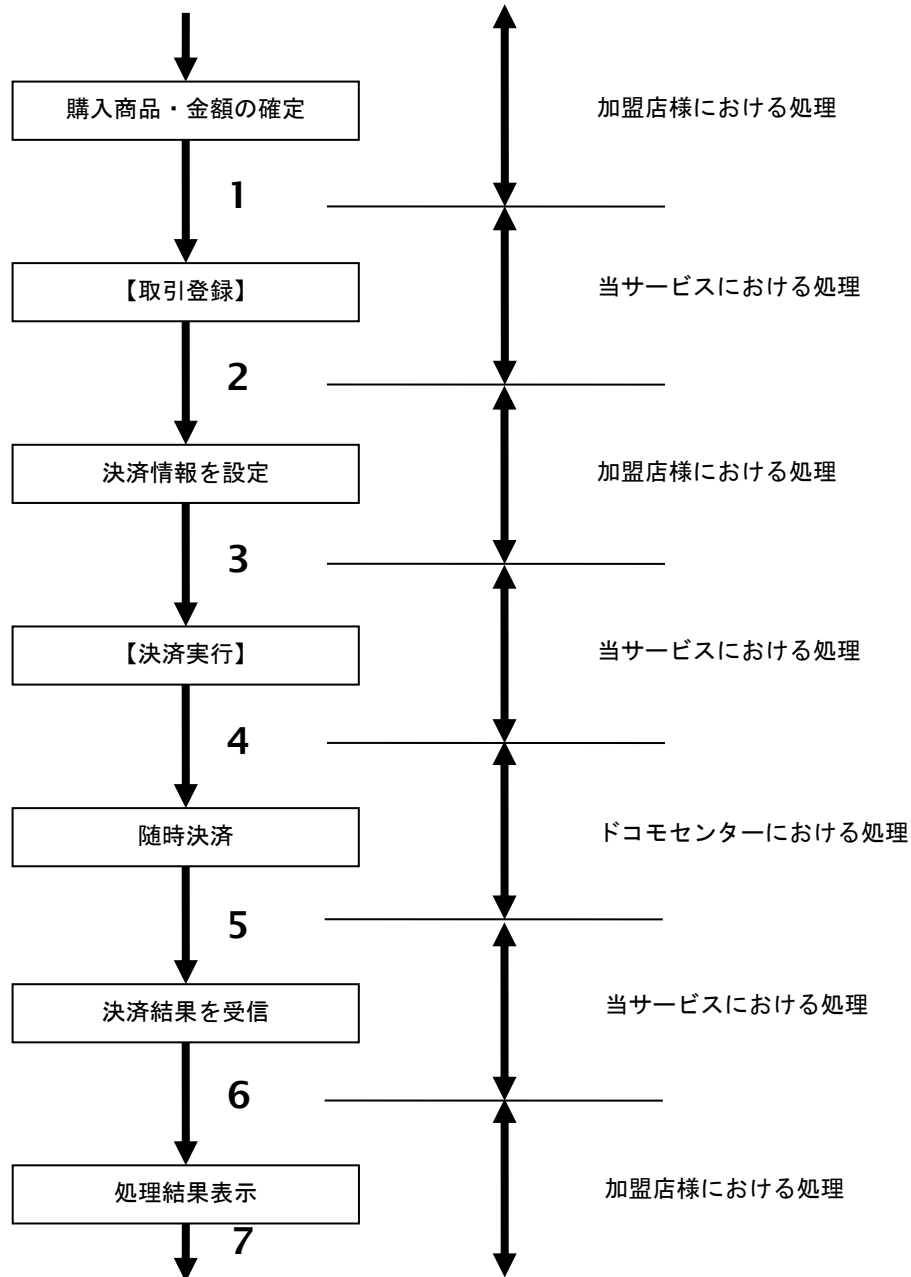 購入商品・金額の確定
加盟店様における処理
1
【取引登録】
当サービスにおける処理
2
決済情報を設定
加盟店様における処理
3
【決済実行】
当サービスにおける処理
4
随時決済
ドコモセンターにおける処理
5
決済結果を受信
当サービスにおける処理
6
処理結果表示
加盟店様における処理
7